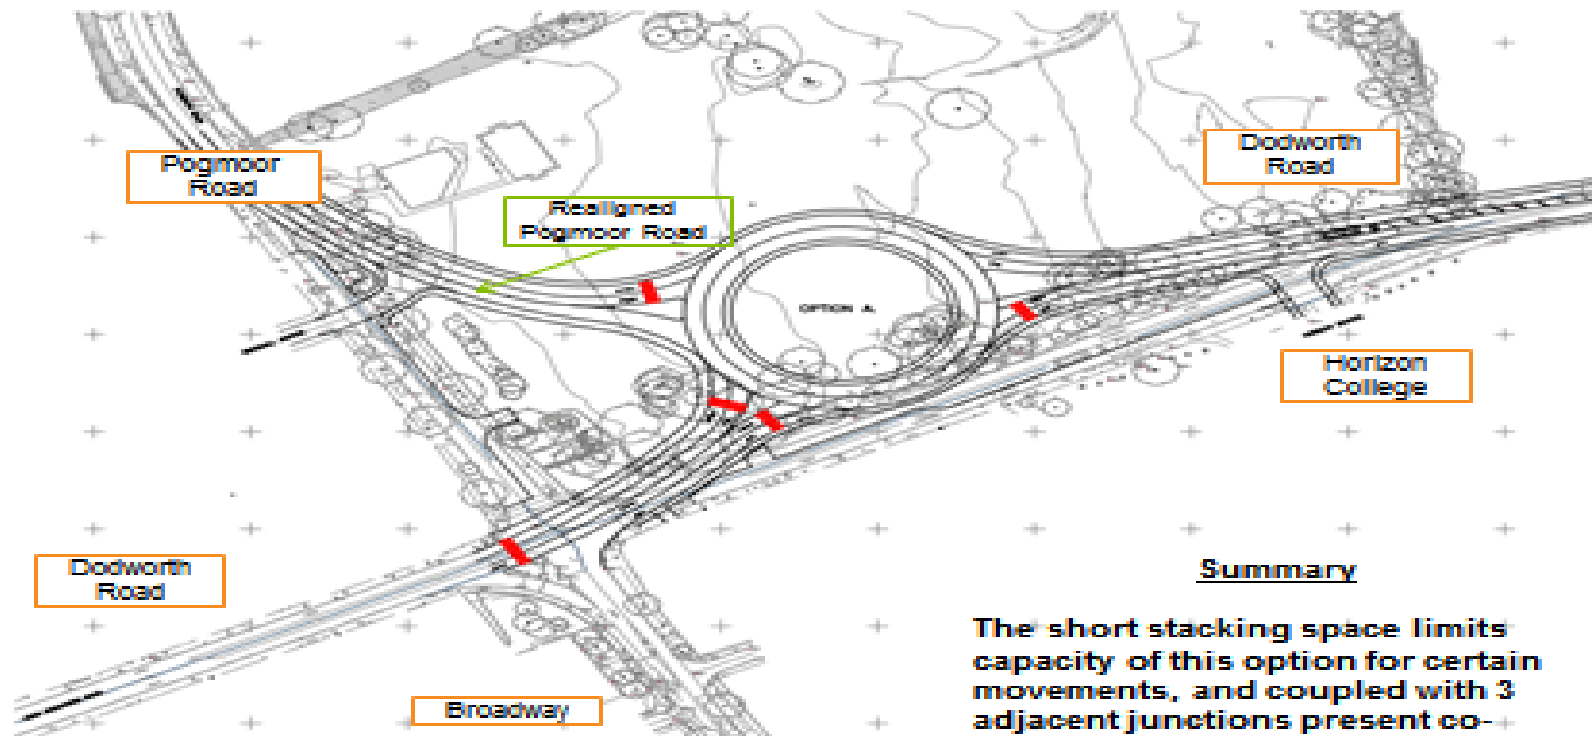 Pogmoor
Road
Realigned
Pogmoor Road
Dodworth
Road
OPTION A
Horizon
College
Dodworth
Road
Broadway
Summary
The short stacking space limits
capacity of this option for certain
movements, and coupled with 3
adjacent junctions present co-